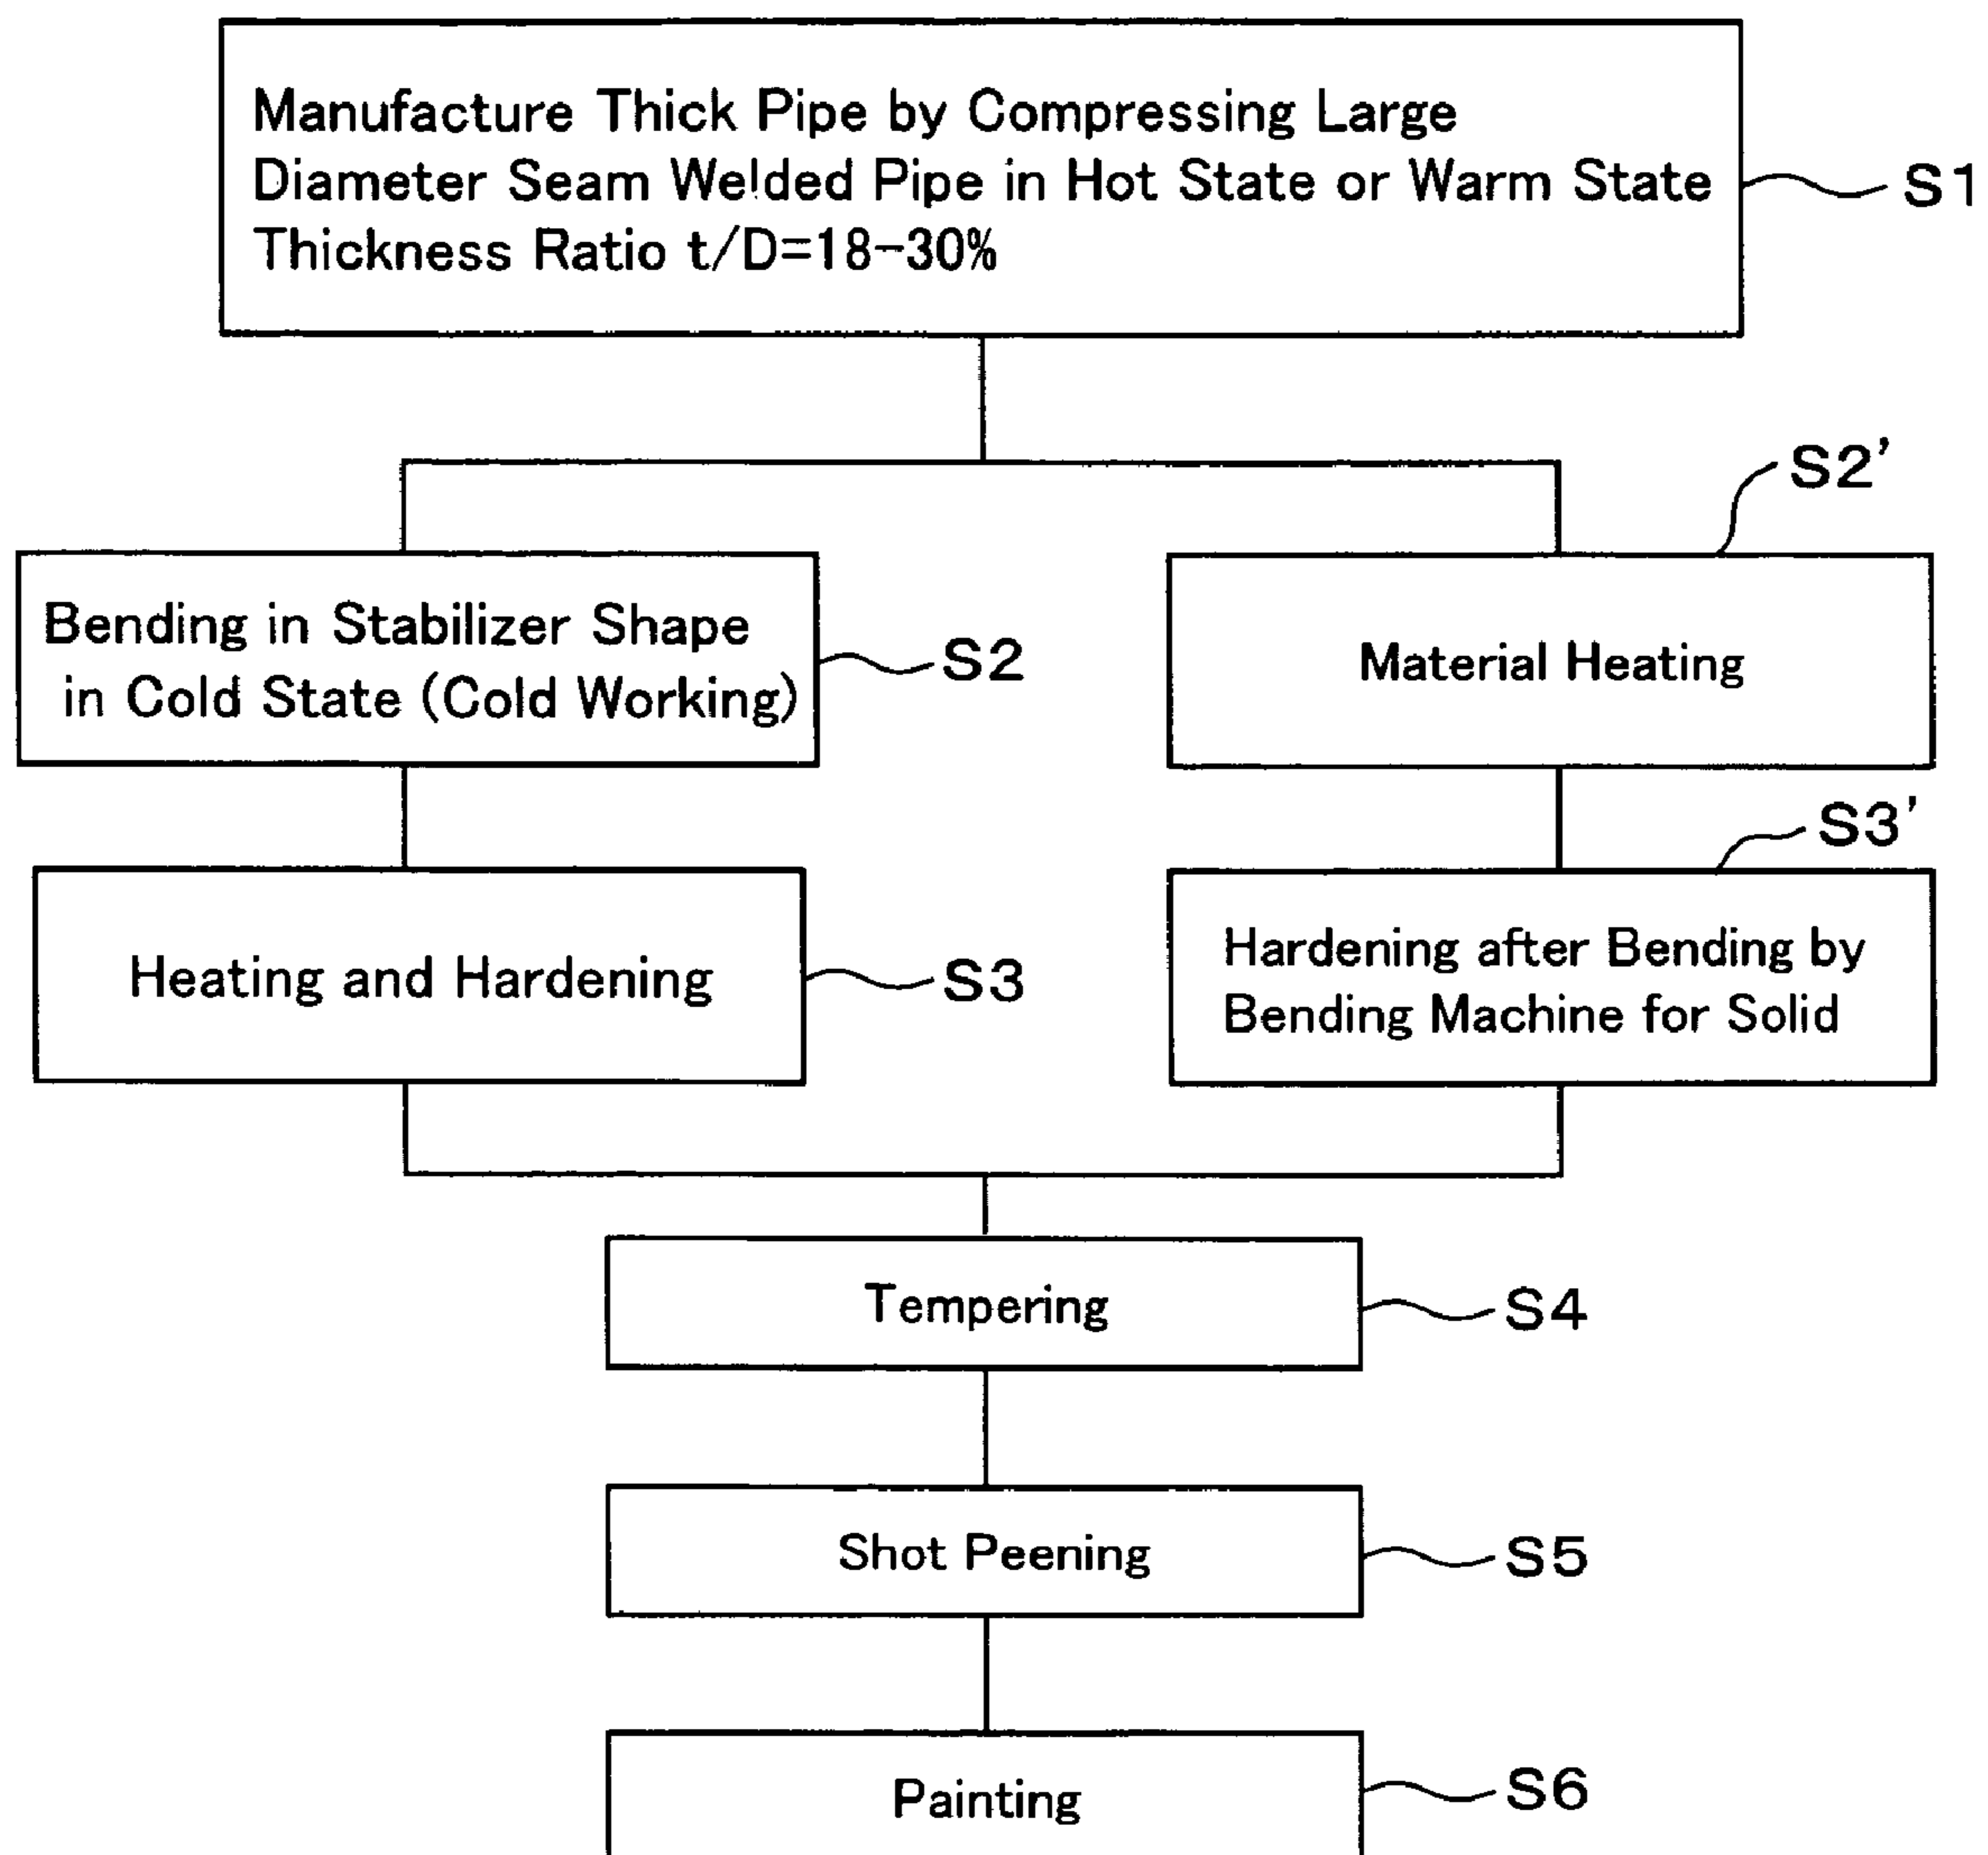 Manufacture Thick Pipe by Compressing Large
Diameter Seam Welded Pipe in Hot State or Warm State
Thickness Ratio t/D=18-30%
S1
S2'
Bending in Stabilizer Shape
in Cold State (Cold Working)
S2
Material Heating
S3'
Heating and Hardening
S3
Hardening after Bending by
Bending Machine for Solid
Tempering
S4
Shot Peening
S5
Painting
S6